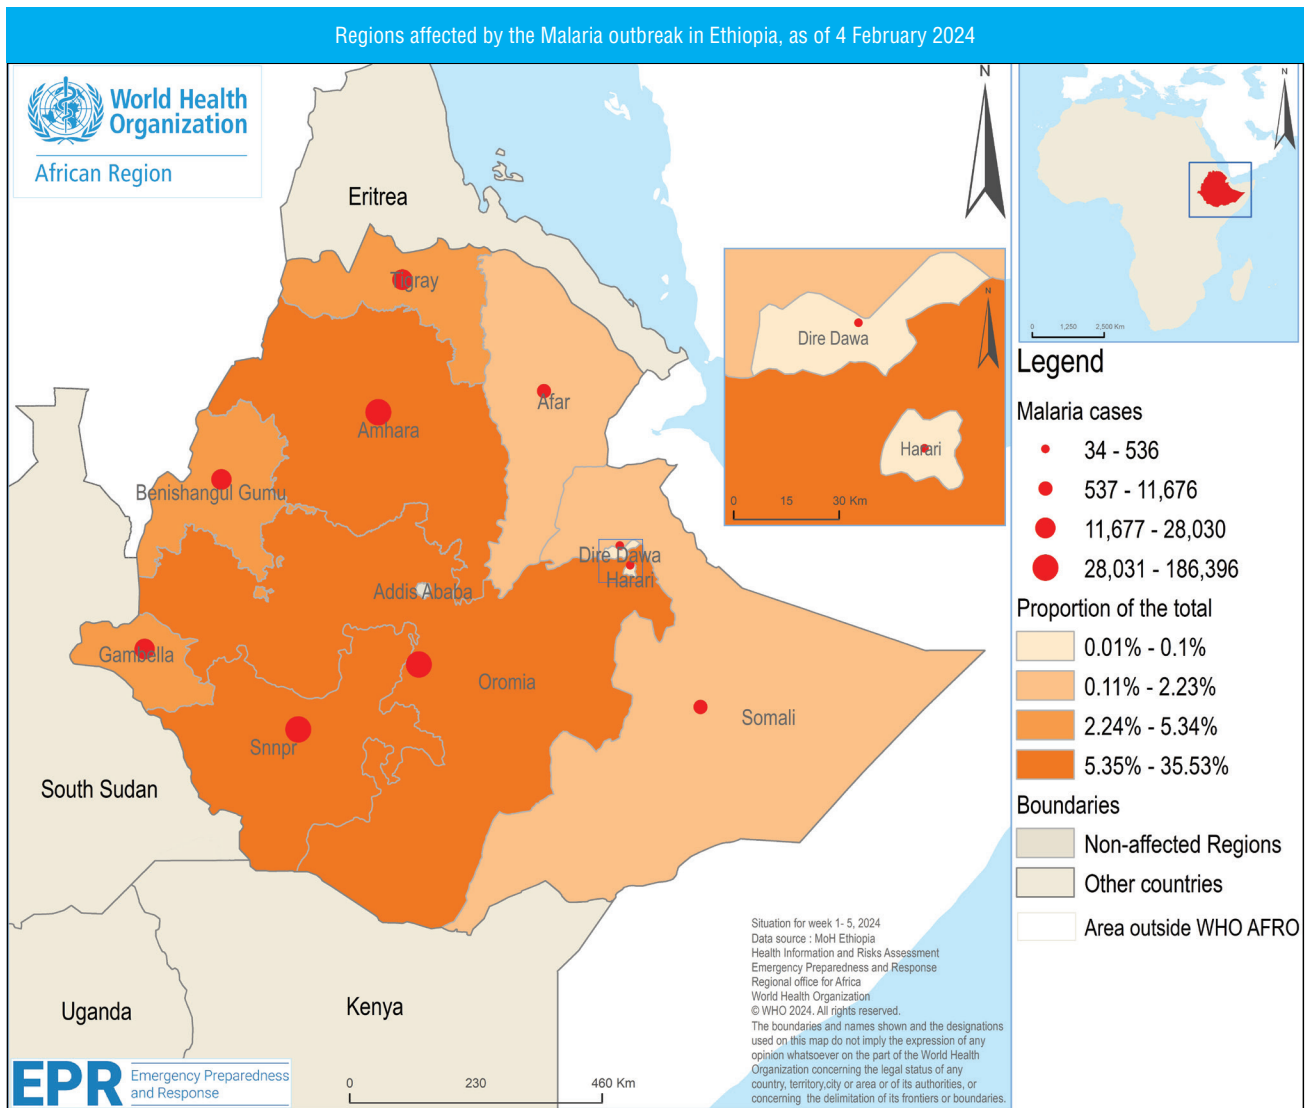 Regions affected by the Malaria outbreak in Ethiopia, as of 4 February 2024
World Health
Organization
African Region
Eritrea
Tigray
Afar
Amhara
Benishangul Gumu
Dire Dawa
Harari
Addis Ababa
Gambella
Oromia
Somali
Snnpr
South Sudan
Uganda
Kenya
N
Dire Dawa
Harari
N
0 15 30 Km
N
0 1,250 2,500 Km
Legend
Malaria cases
34 - 536
537 - 11,676
11,677 - 28,030
28,031 - 186,396
Proportion of the total
0.01% - 0.1%
0.11% - 2.23%
2.24% - 5.34%
5.35% - 35.53%
Boundaries
Non-affected Regions
Other countries
Area outside WHO AFRO
Situation for week 1- 5, 2024
Data source : MoH Ethiopia
Health Information and Risks Assessment
Emergency Preparedness and Response
Regional office for Africa
World Health Organization
© WHO 2024. All rights reserved.
The boundaries and names shown and the designations
used on this map do not imply the expression of any
opinion whatsoever on the part of the World Health
Organization concerning the legal status of any
country, territory,city or area or of its authorities, or
concerning the delimitation of its frontiers or boundaries.
EPR Emergency Preparedness
and Response
0 230 460 Km